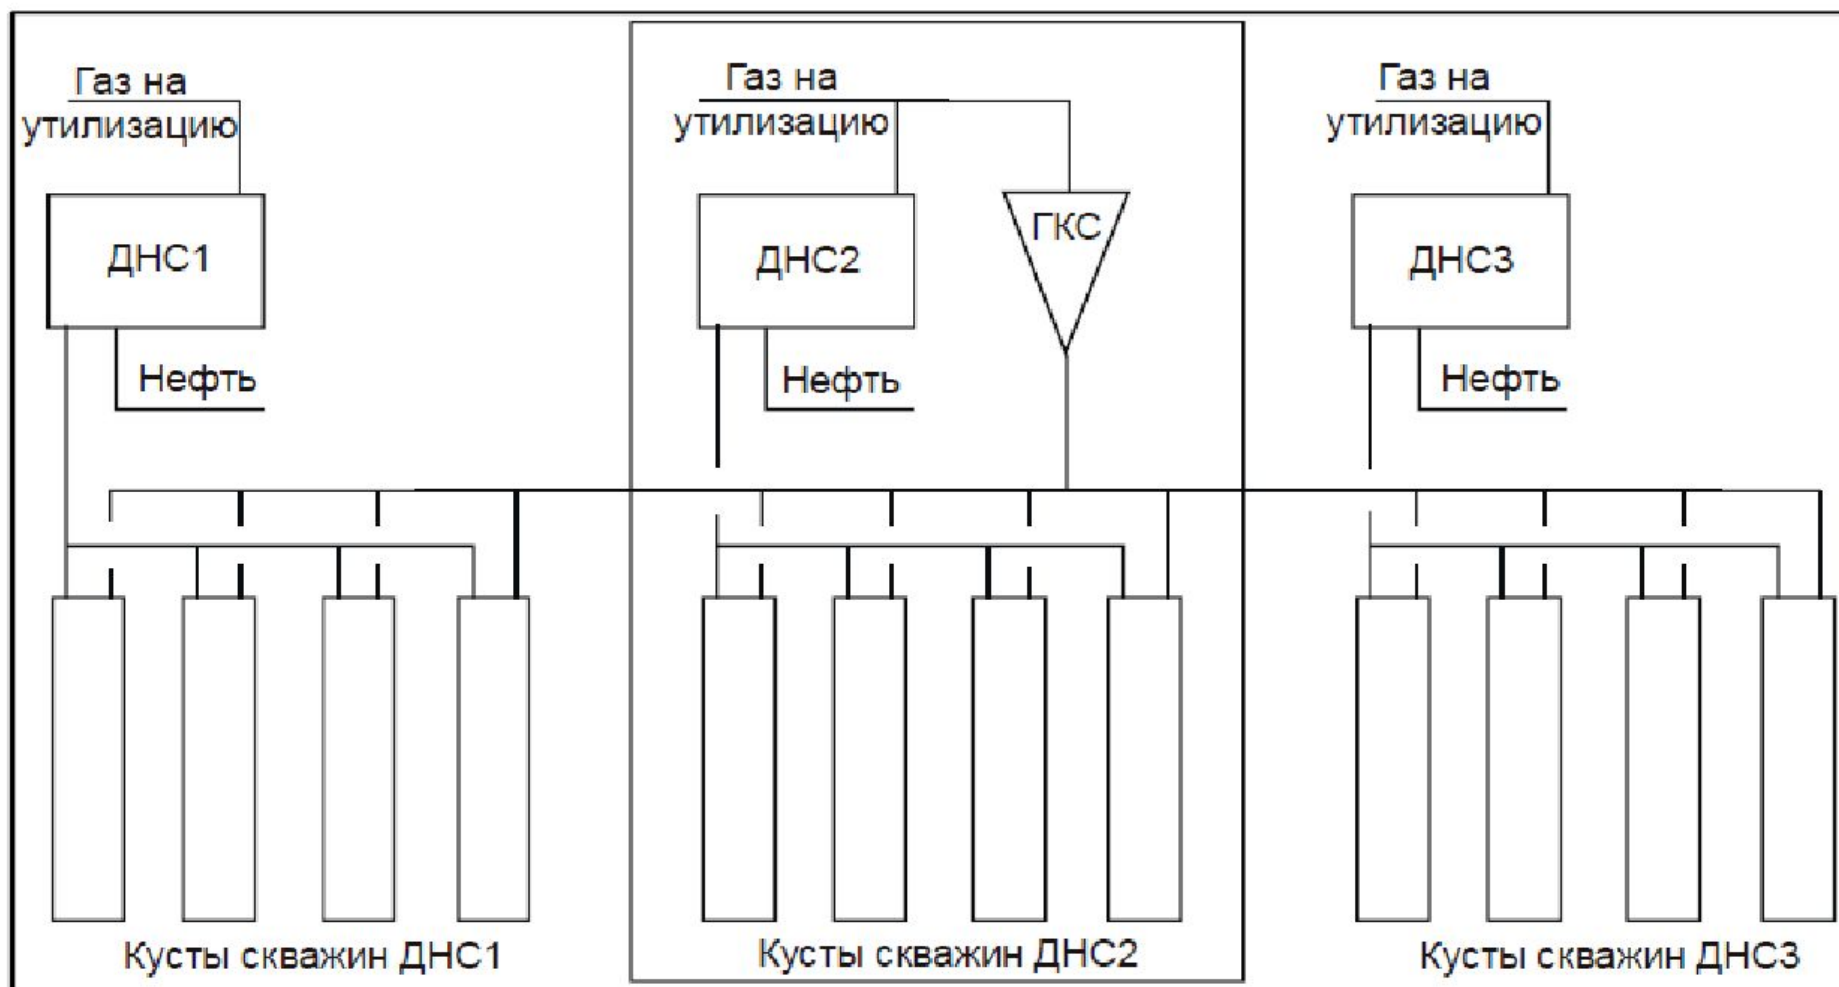 Газ на
утилизацию
ДНС1
Нефть
Кусты скважин ДНС1
Газ на
утилизацию
ДНС2
ГКС
Нефть
Кусты скважин ДНС2
Газ на
утилизацию
ДНС3
Нефть
Кусты скважин ДНС3